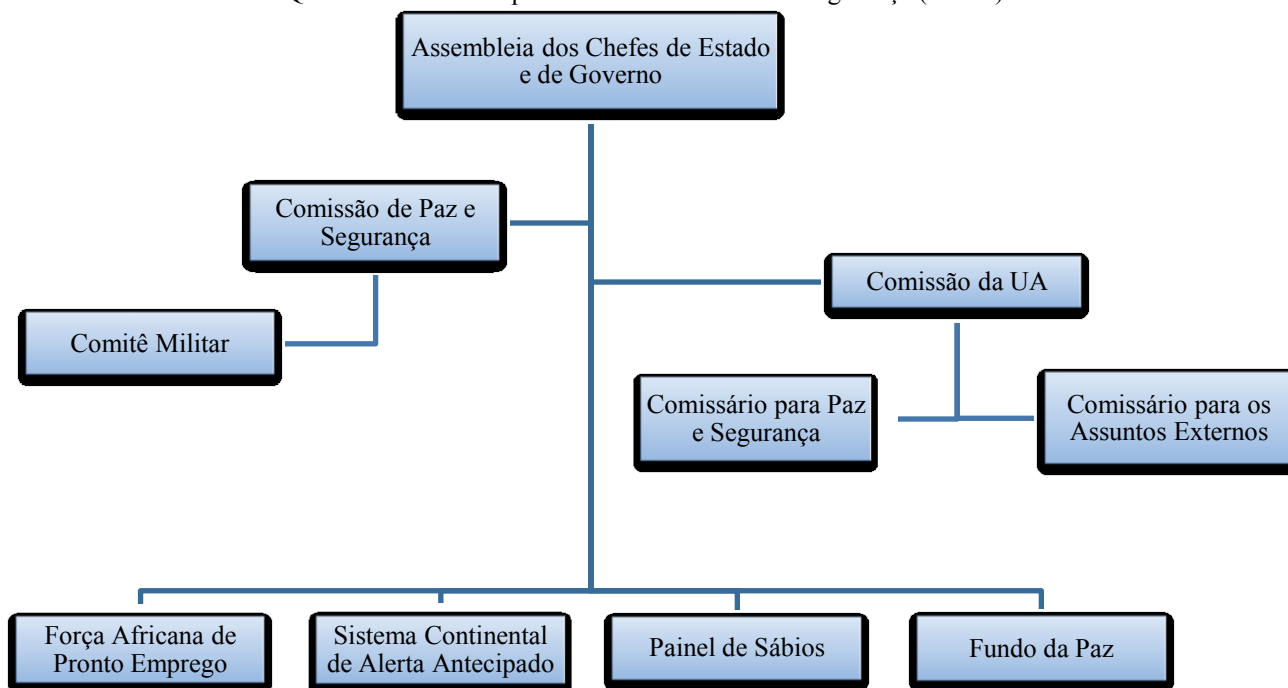 Assembleia dos Chefes de Estado
e de Governo
Comissão de Paz e
Segurança
Comissão da UA
Comitê Militar
Comissário para Paz
e Segurança
Comissário para os
Assuntos Externos
Força Africana de
Pronto Emprego
Sistema Continental
de Alerta Antecipado
Painel de Sábios
Fundo da Paz